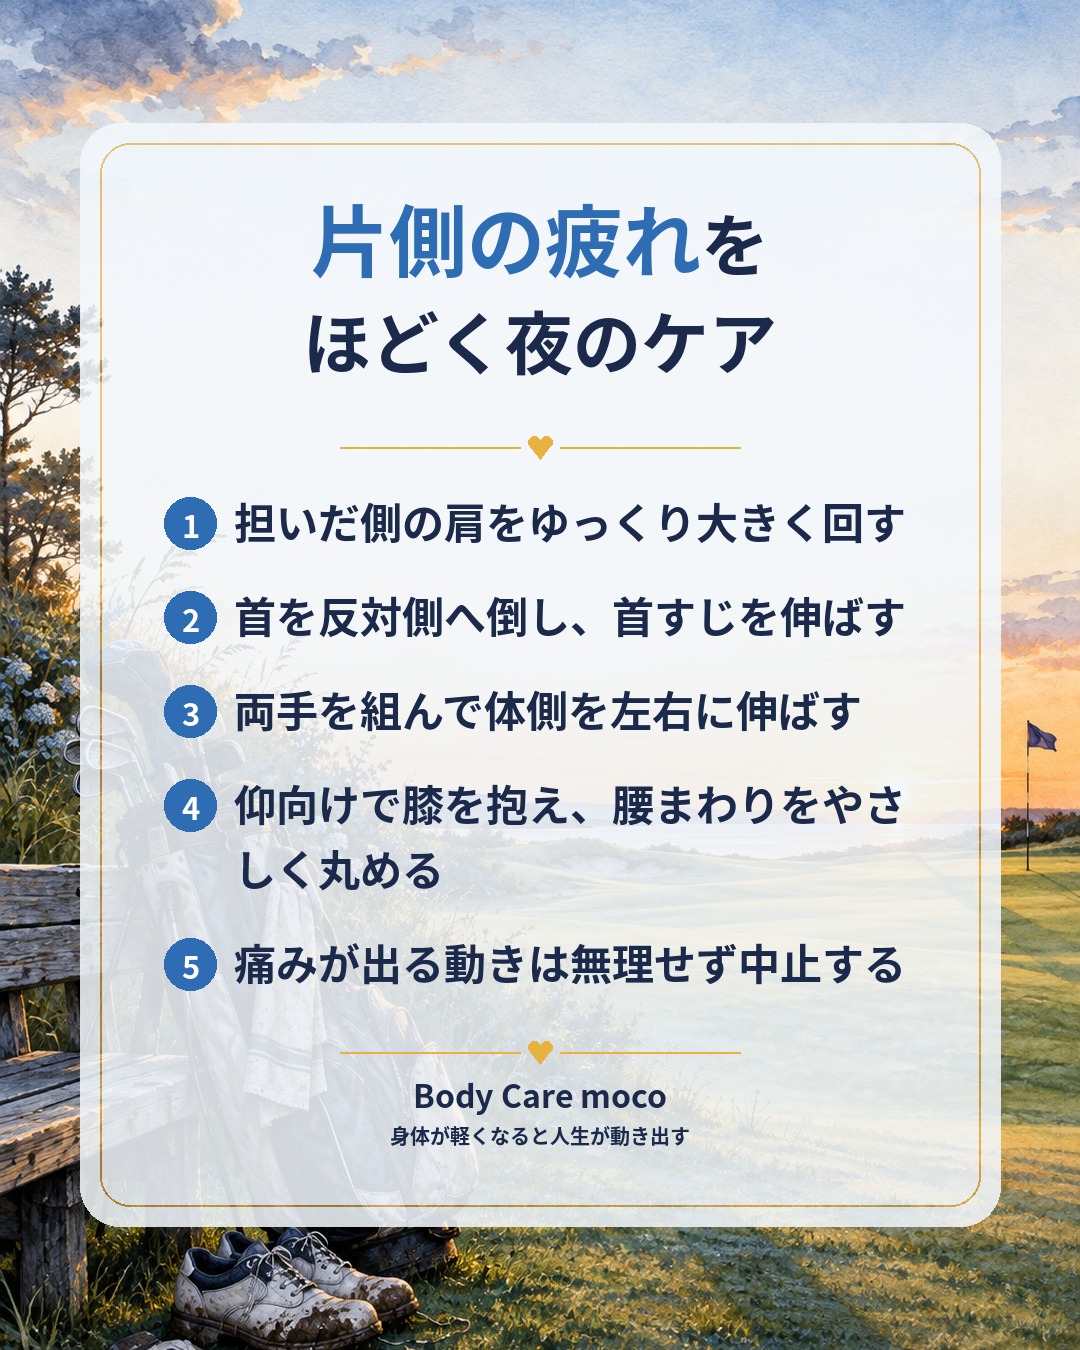 片側の疲れを
ほどく夜のケア
1 担いだ側の肩をゆっくり大きく回す
2 首を反対側へ倒し、首すじを伸ばす
3 両手を組んで体側を左右に伸ばす
4 仰向けで膝を抱え、腰まわりをやさ
しく丸める
5 痛みが出る動きは無理せず中止する
Body Care moco
身体が軽くなると人生が動き出す